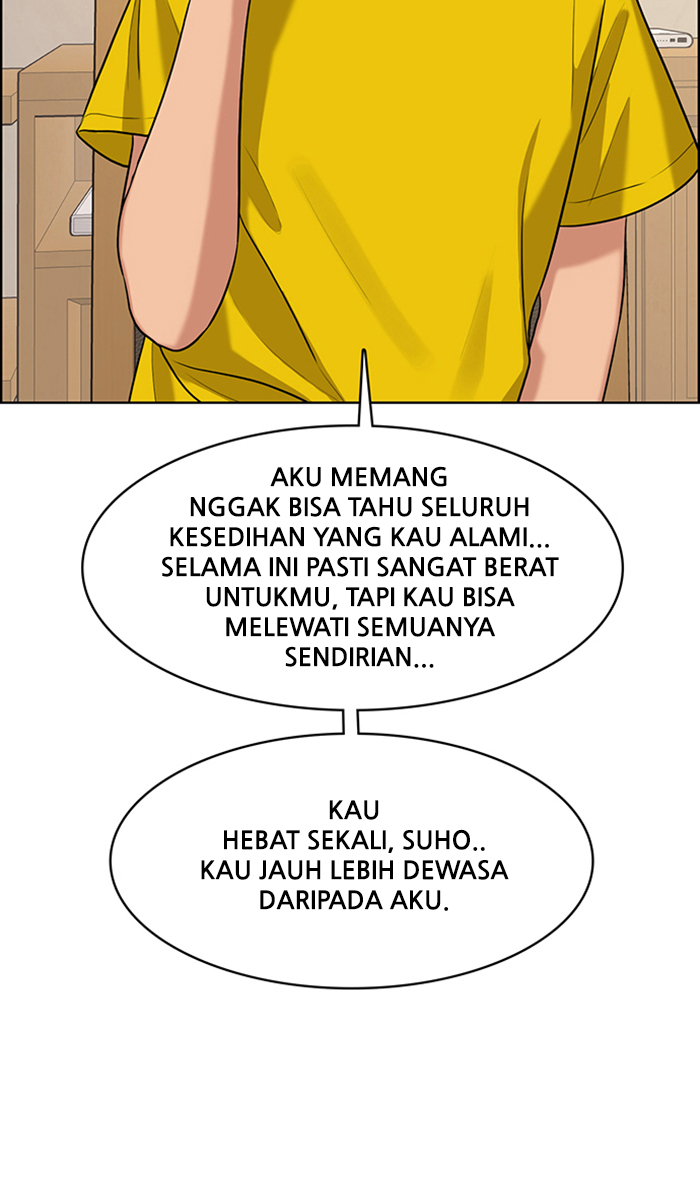 AKU MEMANG
NGGAK BISA TAHU SELURUH
KESEDIHAN YANG KAU ALAMI...
SELAMA INI PASTI SANGAT BERAT
UNTUKMU, TAPI KAU BISA
MELEWATI SEMUANYA
SENDIRIAN...
KAU
HEBAT SEKALI, SUHO..
KAU JAUH LEBIH DEWASA
DARIPADA AKU.